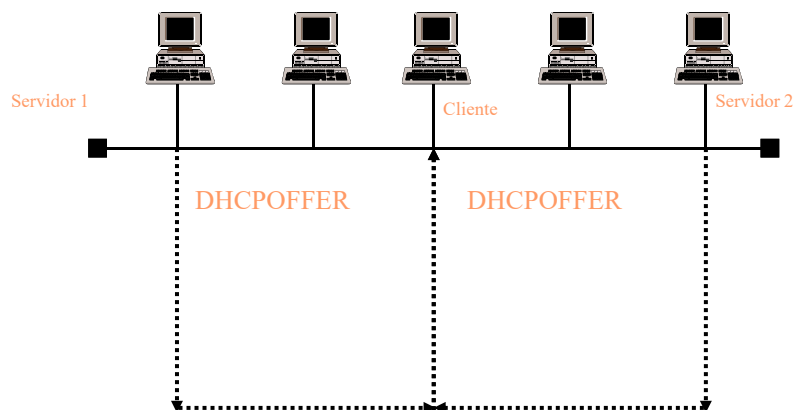 Servidor 1
Cliente
Servidor 2
DHCPOFFER
DHCPOFFER